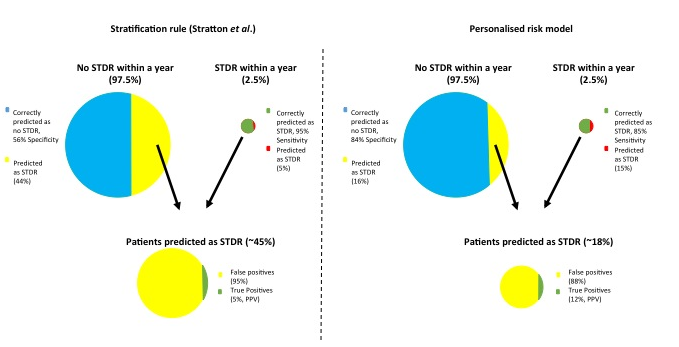 Stratification rule (Stratton et al.)
No STDR within a year
(97.5%)
STDR within a year
(2.5%)
Correctly
predicted as
no STDR,
56% Specificity
Predicted
as STDR
(44%)
Correctly
predicted as
STDR, 95%
Sensitivity
Predicted
as STDR
(5%)
Patients predicted as STDR (~45%)
False positives
(95%)
True Positives
(5%, PPV)
Personalised risk model
No STDR within a year
(97.5%)
STDR within a year
(2.5%)
Correctly
predicted as
no STDR,
84% Specificity
Predicted
as STDR
(16%)
Correctly
predicted as
STDR, 85%
Sensitivity
Predicted
as STDR
(15%)
Patients predicted as STDR (~18%)
False positives
(88%)
True Positives
(12%, PPV)